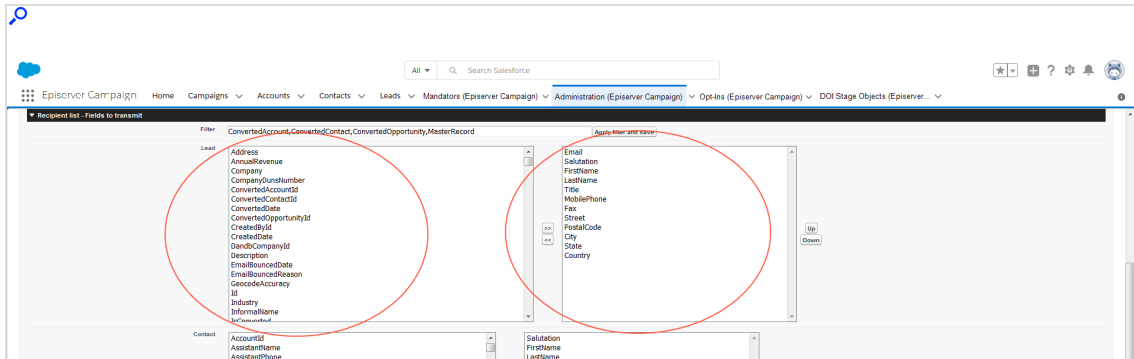 All Search Salesforce
Episerver Campaign Home Campaigns Accounts Contacts Leads Mandators (Episerver Campaign) Administration (Episerver Campaign) Opt-Ins (Episerver Campaign) DOI Stage Objects (Episerver...
Recipient list - Fields to transmit
Filter ConvertedAccount,ConvertedContact,ConvertedOpportunity,MasterRecord Apply filter and save
Lead Address Email
AnnualRevenue Salutation
Company FirstName
CompanyDunsNumber LastName
ConvertedAccountId Title
ConvertedContactId MobilePhone
ConvertedDate Fax
ConvertedOpportunityId Street
CreatedById >> PostalCode Up
CreatedDate << City Down
DandbCompanyId State
Description Country
EmailBouncedDate
EmailBouncedReason
GeocodeAccuracy
Id
Industry
InformalName
IsConverted
Contact AccountId Salutation
AssistantName FirstName
AssistantPhone LastName